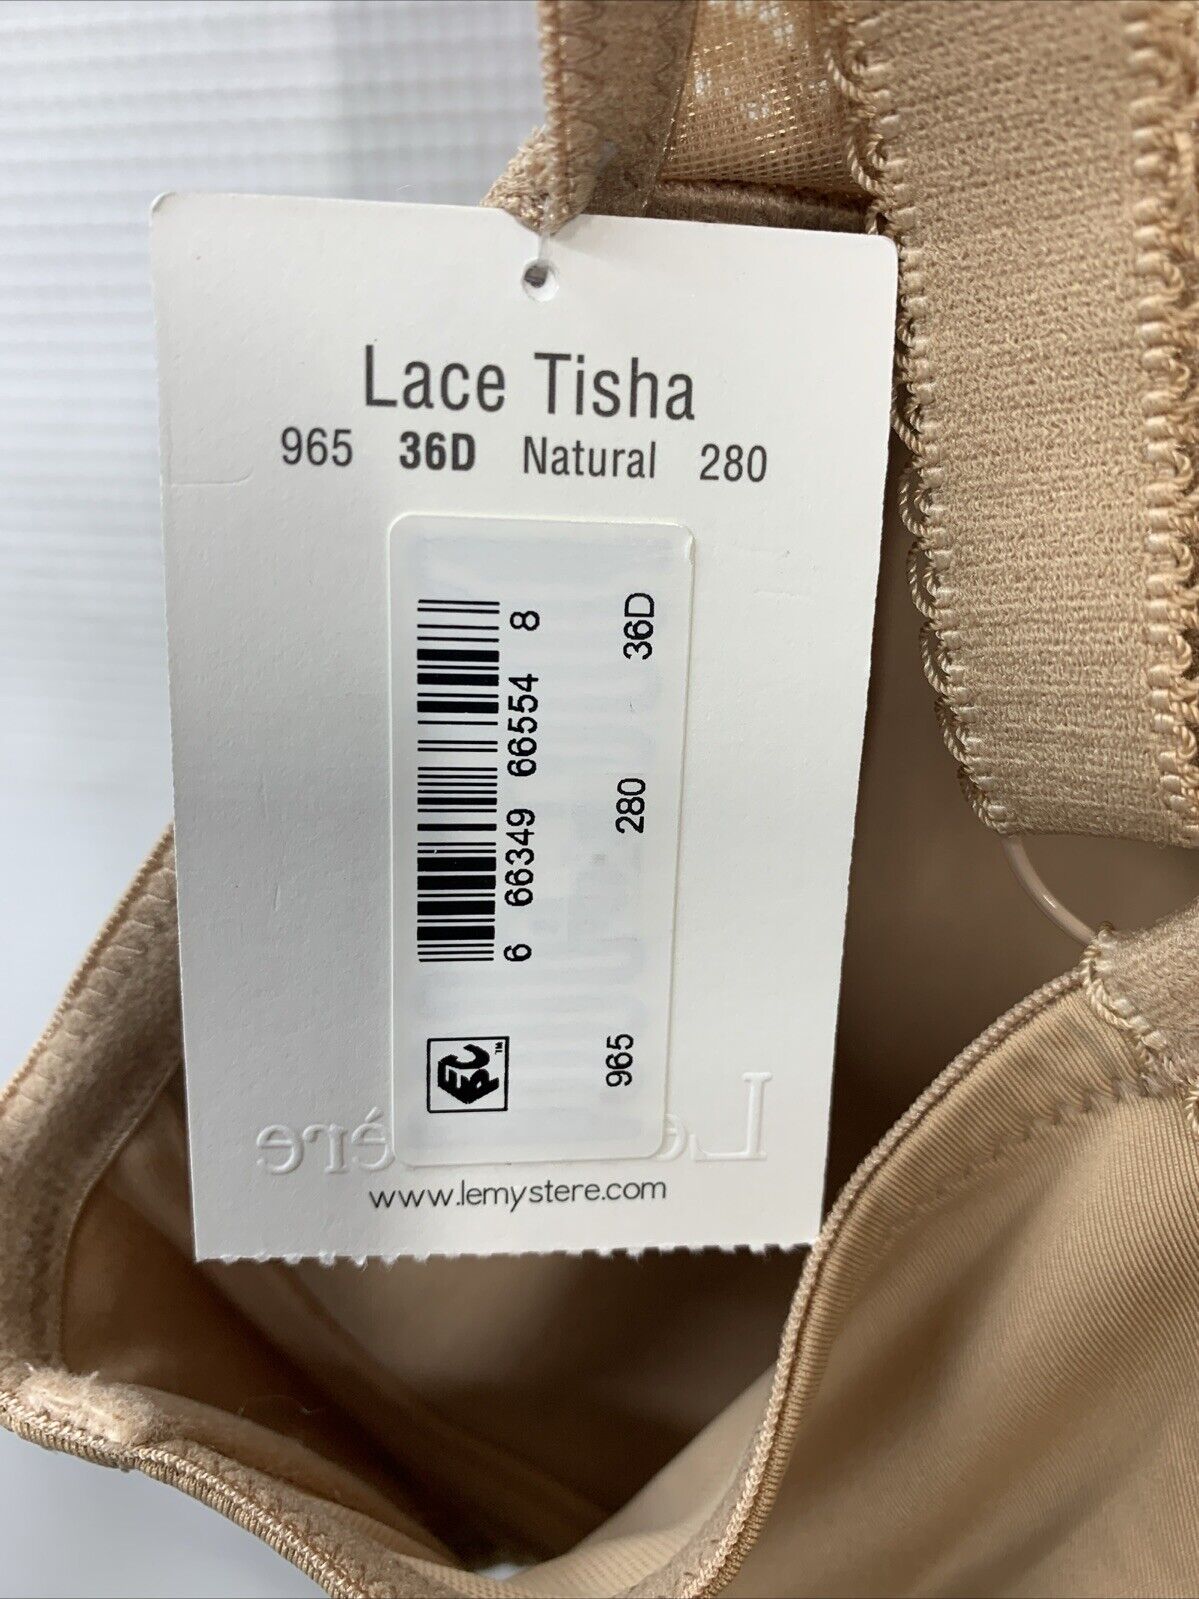 Lace Tisha
965 36D Natural 280
6 66349 66554 8
965 280 36D
www.lemystere.com